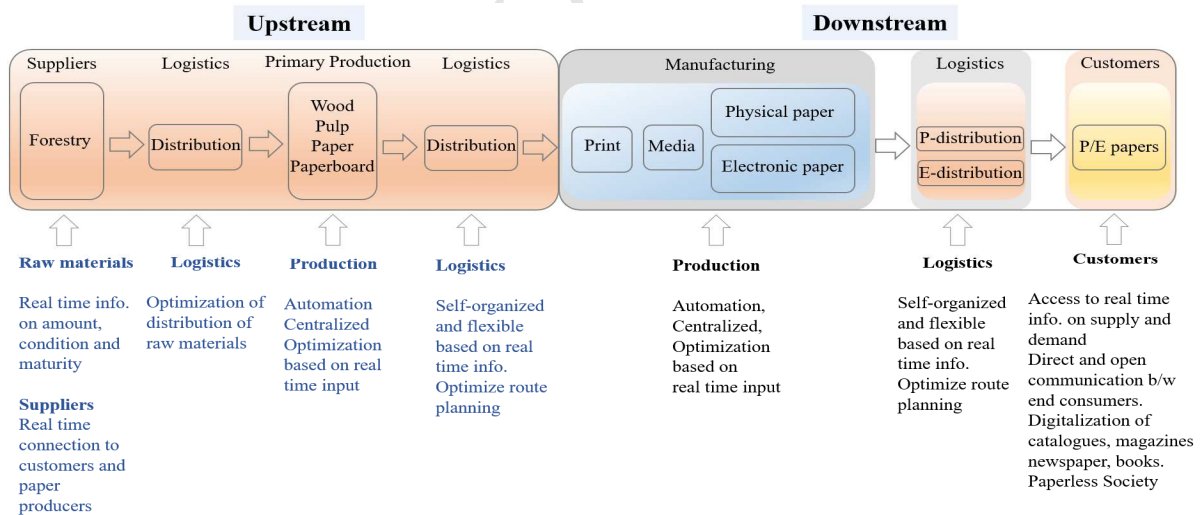 Upstream
Downstream
Suppliers
Logistics
Primary Production
Logistics
Manufacturing
Logistics
Customers
Forestry
Distribution
Wood
Pulp
Paper
Paperboard
Distribution
Print
Media
Physical paper
Electronic paper
P-distribution
E-distribution
P/E papers
Raw materials
Real time info.
on amount,
condition and
maturity
Suppliers
Real time
connection to
customers and
paper
producers
Logistics
Optimization of
distribution of
raw materials
Production
Automation
Centralized
Optimization
based on real
time input
Logistics
Self-organized
and flexible
based on real
time info.
Optimize route
planning
Production
Automation,
Centralized,
Optimization
based on
real time input
Logistics
Self-organized
and flexible
based on real
time info.
Optimize route
planning
Customers
Access to real time
info. on supply and
demand
Direct and open
communication b/w
end consumers.
Digitalization of
catalogues, magazines
newspaper, books.
Paperless Society